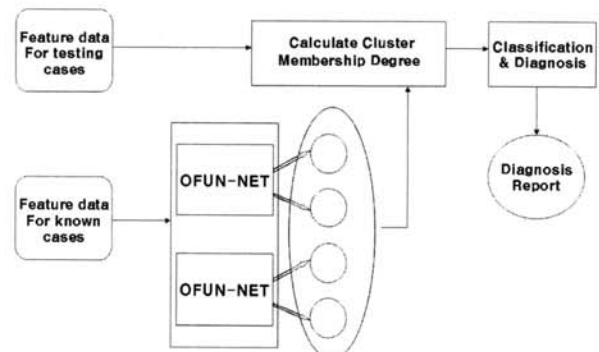 Feature data
For testing
cases
Calculate Cluster
Membership Degree
Classification
& Diagnosis
Diagnosis
Report
Feature data
For known
cases
OFUN-NET
OFUN-NET